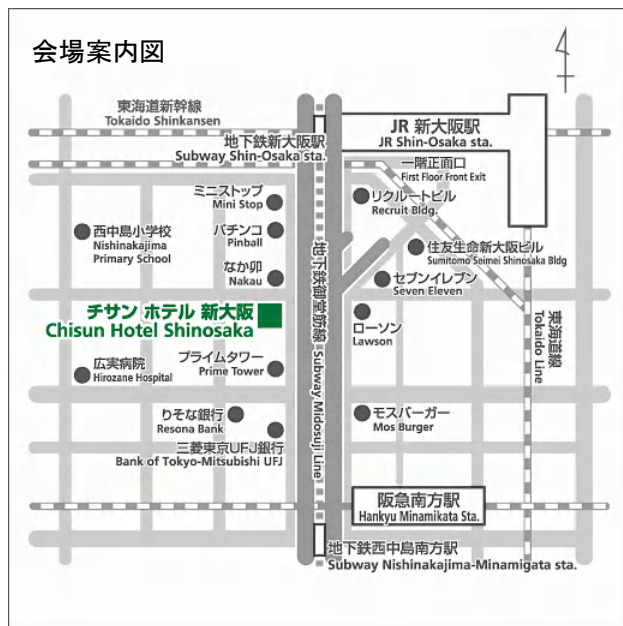 会場案内図
東海道新幹線
Tokaido Shinkansen
地下鉄新大阪駅
Subway Shin-Osaka sta.
JR 新大阪駅
JR Shin-Osaka sta.
一階正面口
First Floor Front Exit
ミニストップ
Mini Stop
リクルートビル
Recruit Bldg.
西中島小学校
Nishinakajima
Primary School
パチンコ
Pinball
住友生命新大阪ビル
Sumitomo Seimei Shinosaka Bldg
なか卯
Nakau
セブンイレブン
Seven Eleven
地下鉄御堂筋線 Subway Midosuji Line
チサン ホテル 新大阪
Chisun Hotel Shinosaka
ローソン
Lawson
東海道線
Tokaido Line
広実病院
Hirozane Hospital
プライムタワー
Prime Tower
りそな銀行
Resona Bank
モスバーガー
Mos Burger
三菱東京UFJ銀行
Bank of Tokyo-Mitsubishi UFJ
阪急南方駅
Hankyu Minamikata Sta.
地下鉄西中島南方駅
Subway Nishinakajima-Minamigata sta.